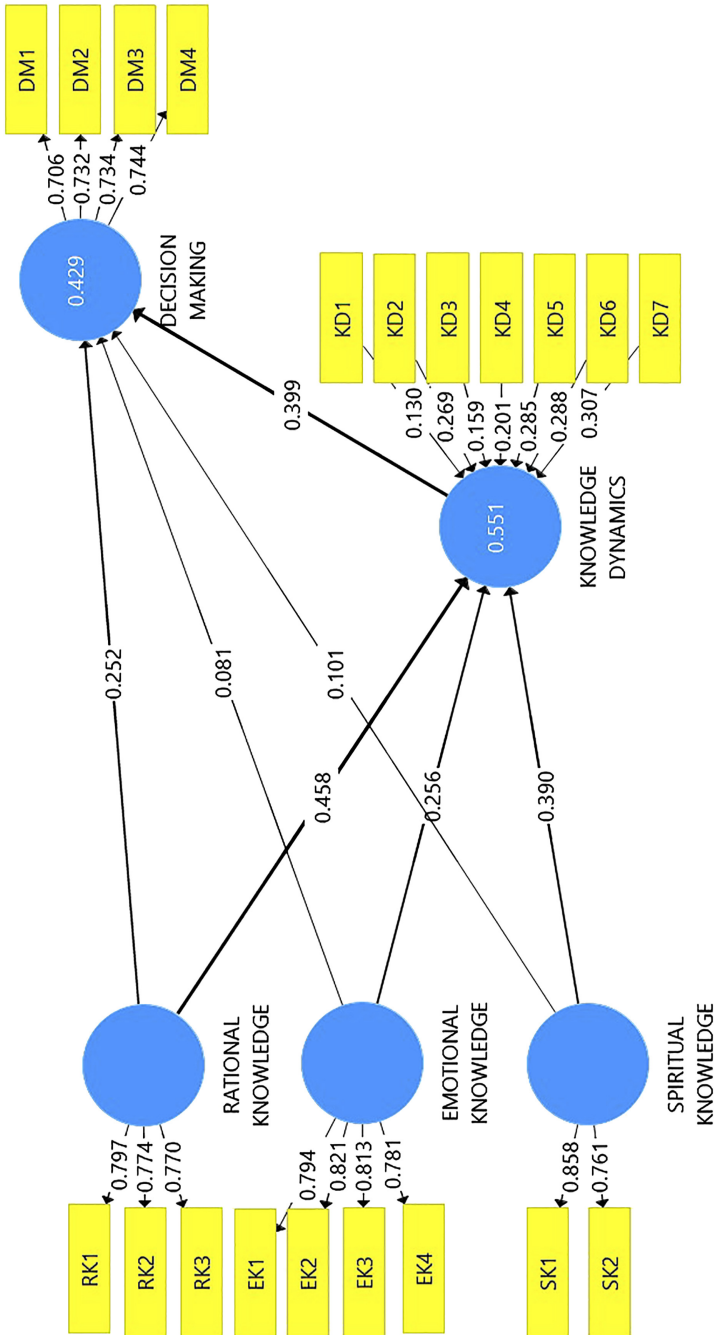 RK1
RK2
RK3
EK1
EK2
EK3
EK4
SK1
SK2
0.797
0.774
0.770
0.794
0.821
0.813
0.781
0.858
0.761
RATIONAL
KNOWLEDGE
EMOTIONAL
KNOWLEDGE
SPIRITUAL
KNOWLEDGE
0.252
0.458
0.081
0.256
0.101
0.390
0.551
KNOWLEDGE
DYNAMICS
0.130
0.269
0.159
0.201
0.285
0.288
0.307
KD1
KD2
KD3
KD4
KD5
KD6
KD7
0.399
0.429
DECISION
MAKING
0.706
0.732
0.734
0.744
DM1
DM2
DM3
DM4